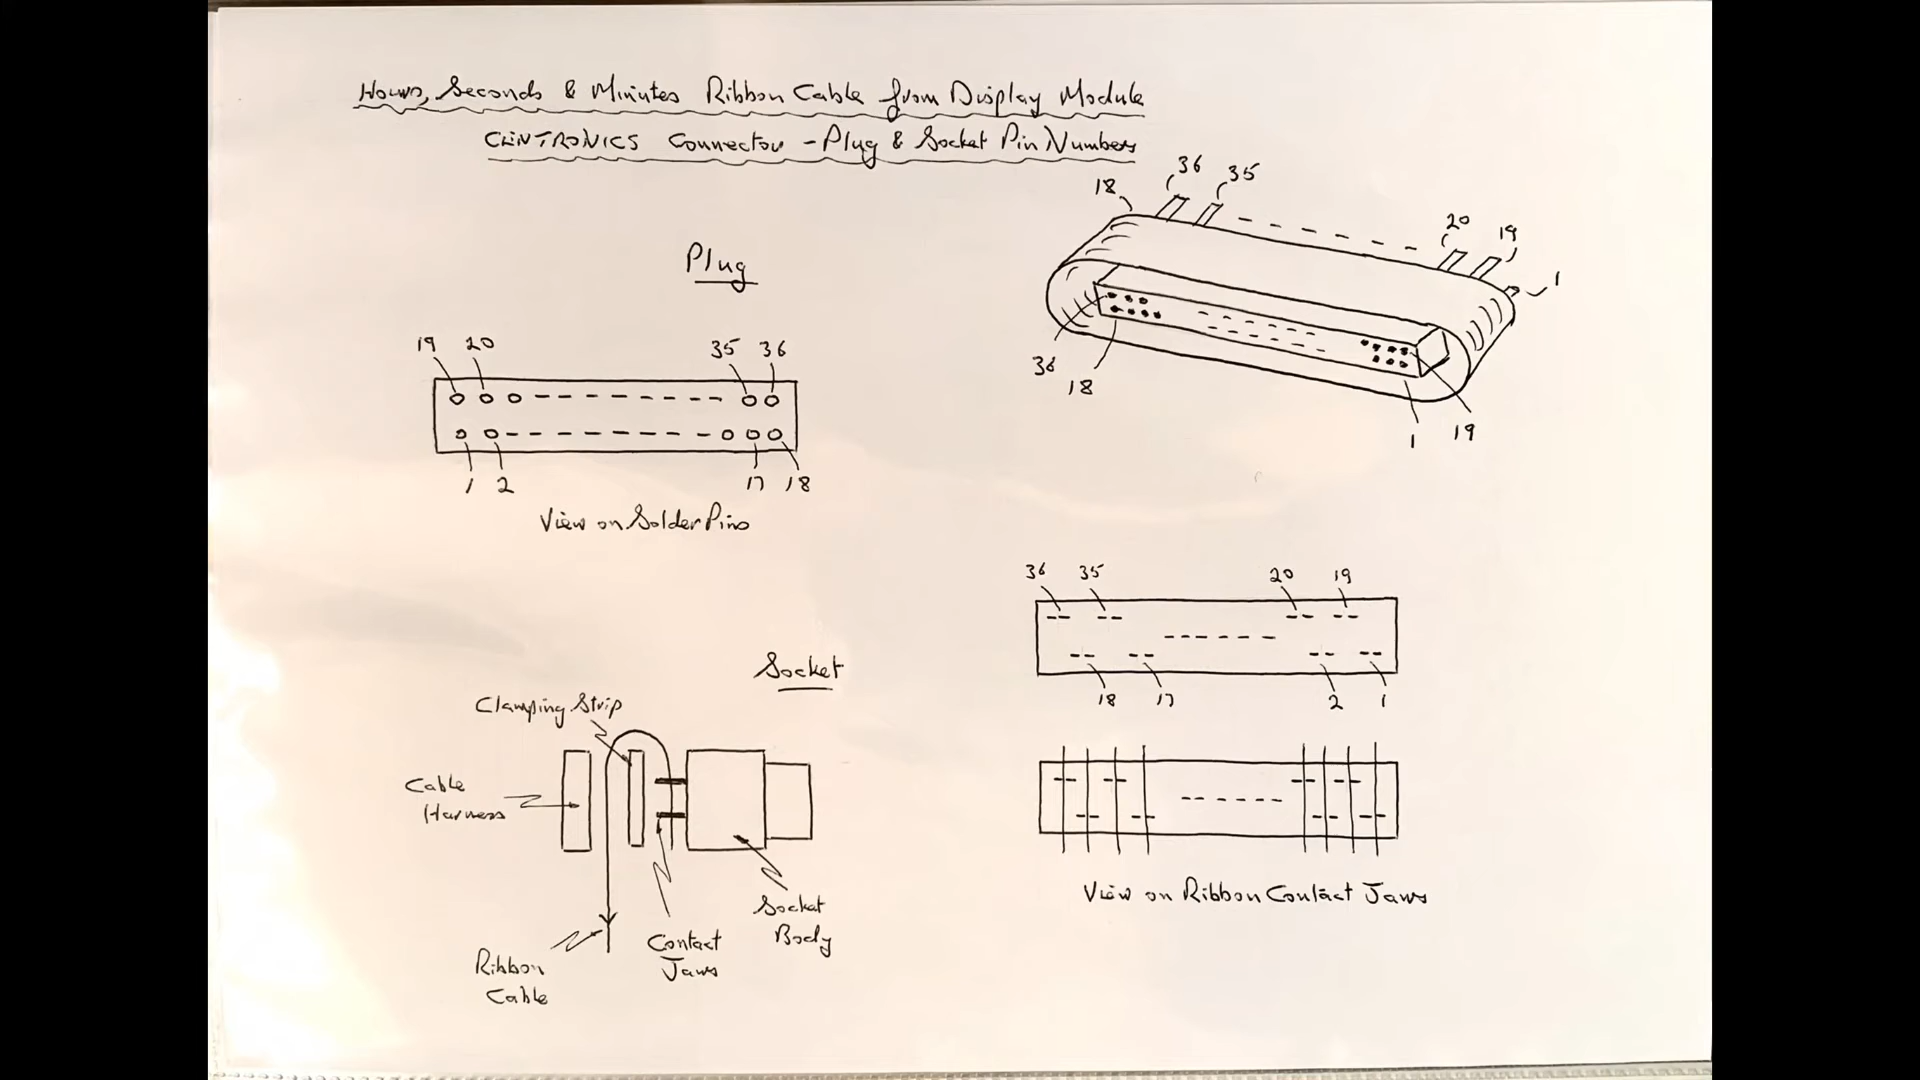 Hours, Seconds & Minutes Ribbon Cable from Display Module
CENTRONICS Connector - Plug & Socket Pin Numbers
Plug
19 20 35 36
1 2 17 18
View on Solder Pins
18 36 35 20 19 1
36 18 1 19
Socket
Clamping Strip
Cable
Harness
Ribbon
Cable
Contact
Jaws
Socket
Body
36 35 20 19
18 17 2 1
View on Ribbon Contact Jaws